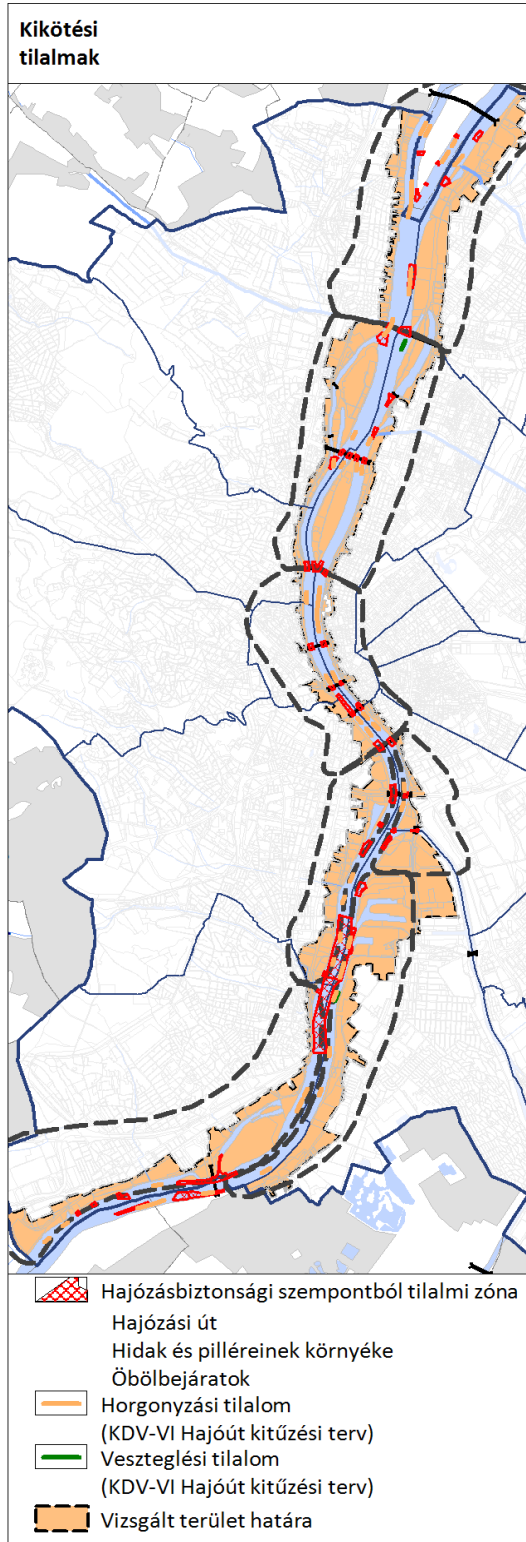 Kikötési
tilalmak
Hajózásbiztonsági szempontból tilalmi zóna
Hajózási út
Hidak és pilléreinek környéke
Öbölbejáratok
Horgonyzási tilalom
(KDV-VI Hajóút kitűzési terv)
Veszteglési tilalom
(KDV-VI Hajóút kitűzési terv)
Vizsgált terület határa